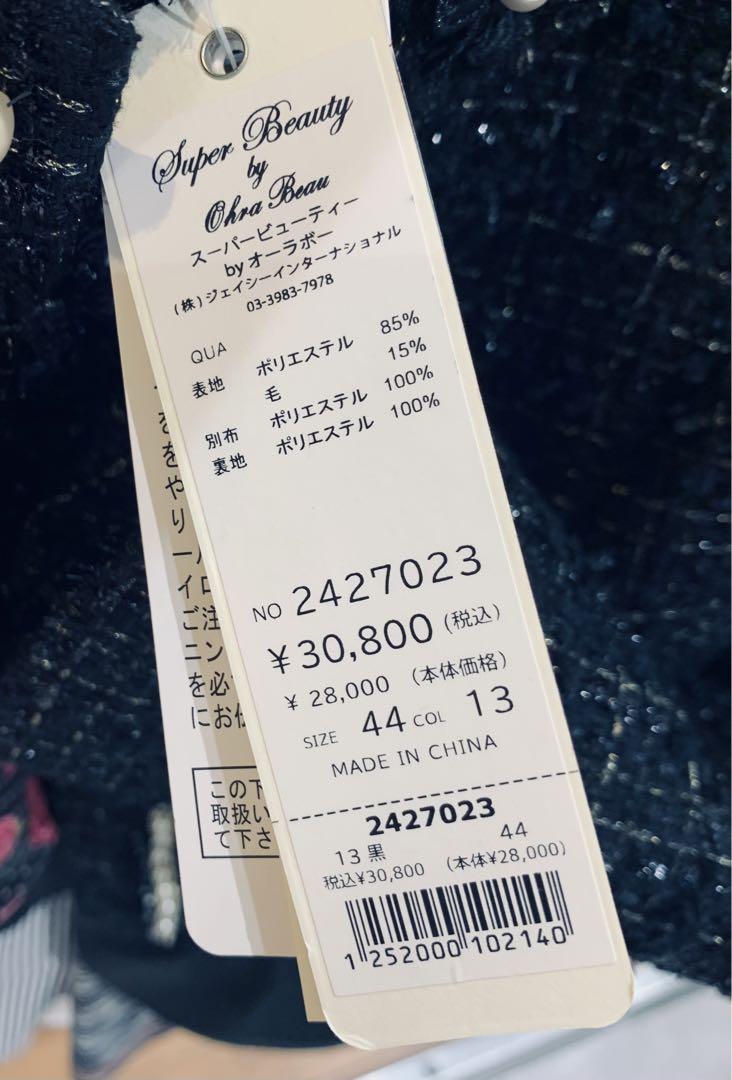 Super Beauty
by
Ohra Beau
スーパービューティー
by オーラボー
(株)ジェイシーインターナショナル
03-3983-7978
QUA
表地 ポリエステル 85%
毛 15%
別布 ポリエステル 100%
裏地 ポリエステル 100%
NO 2427023
¥30,800 (税込)
¥ 28,000 (本体価格)
SIZE 44 COL 13
MADE IN CHINA
2427023
13 黒 44
税込¥30,800 (本体¥28,000)
1 252000 102140
を
を
や
り
ー
イロ
ご注
ニン
を必
にお仕
この下
取扱い
て下さ